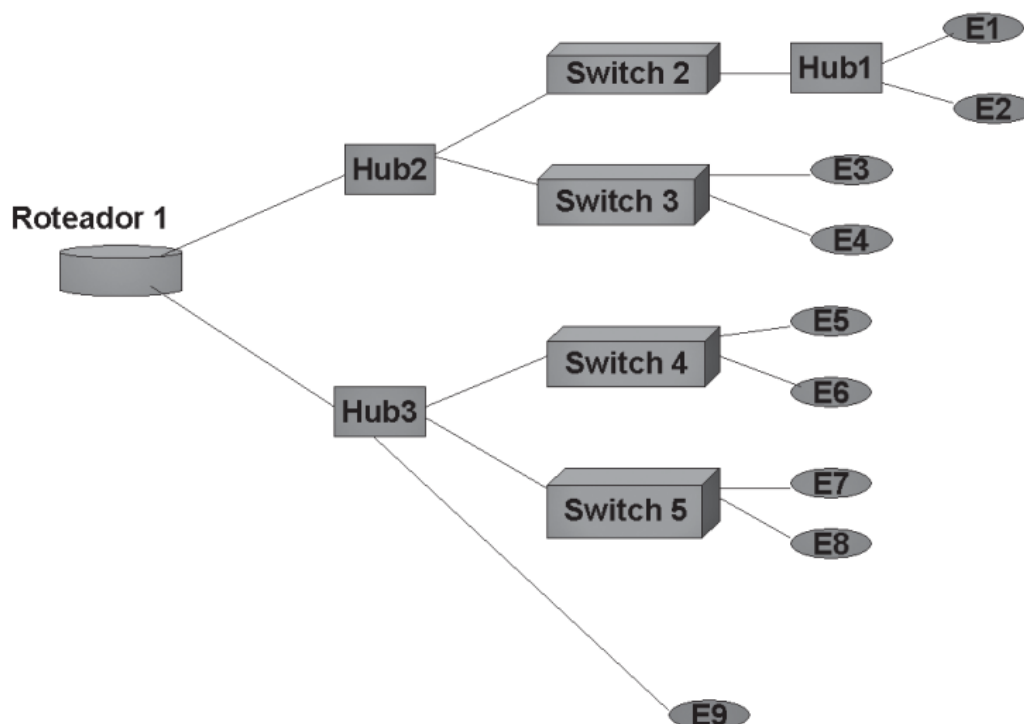 E1
Switch 2
Hub1
E2
Hub2
E3
Switch 3
Roteador 1
E4
E5
Switch 4
E6
Hub3
E7
Switch 5
E8
E9